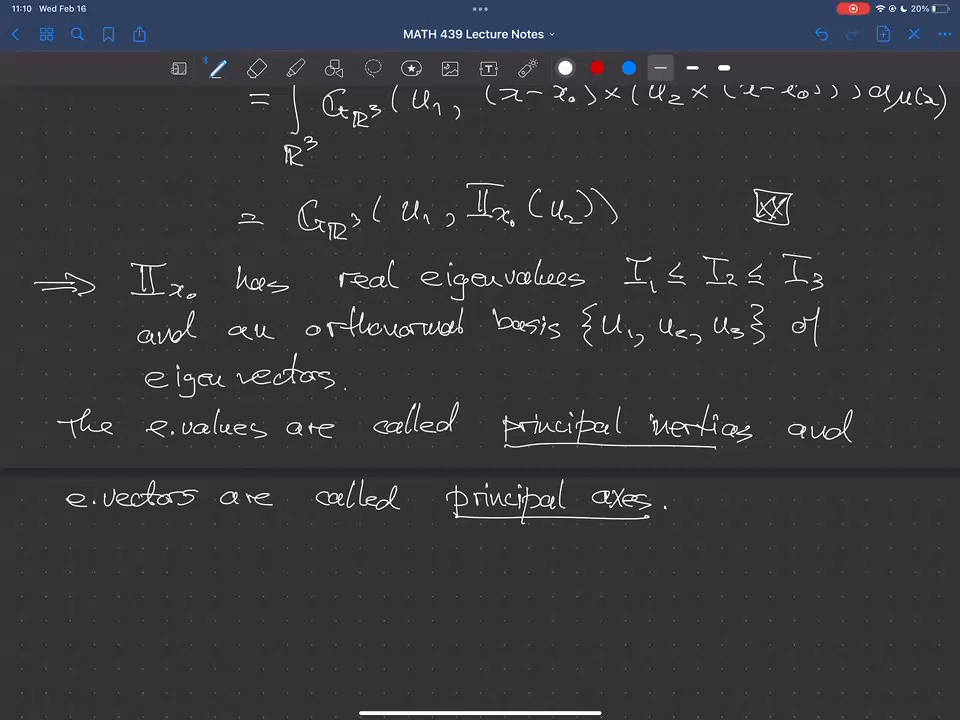 11:10 Wed Feb 16
20%
MATH 439 Lecture Notes
= ∫_{ℝ³} 𝔾_{ℝ³}(u₁, (x-x₀)×(u₂×(x-x₀)))dμ(x)
= 𝔾_{ℝ³}(u₁, 𝕀_{x₀}(u₂))
⟹ 𝕀_{x₀} has real eigenvalues I₁ ≤ I₂ ≤ I₃
and an orthonormal basis {u₁, u₂, u₃} of
eigenvectors.
The e.values are called principal inertias and
e.vectors are called principal axes.